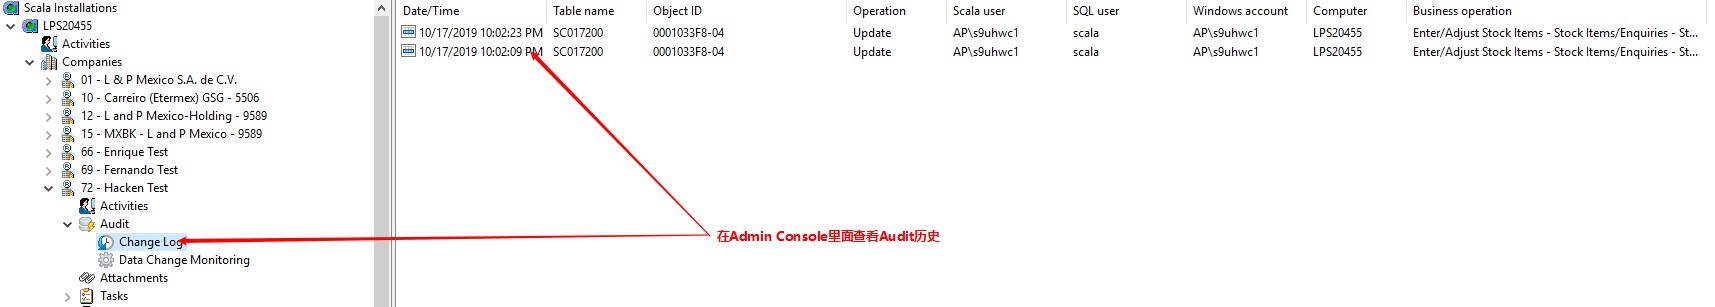 Scala Installations
LPS20455
Activities
Companies
01 - L & P Mexico S.A. de C.V.
10 - Carreiro (Etermex) GSG - 5506
12 - L and P Mexico-Holding - 9589
15 - MXBK - L and P Mexico - 9589
66 - Enrique Test
69 - Fernando Test
72 - Hacken Test
Activities
Audit
Change Log
Data Change Monitoring
Attachments
Tasks
Date/Time Table name Object ID Operation Scala user SQL user Windows account Computer Business operation
10/17/2019 10:02:23 PM SC017200 0001033F8-04 Update AP\s9uhwc1 scala AP\s9uhwc1 LPS20455 Enter/Adjust Stock Items - Stock Items/Enquiries - St...
10/17/2019 10:02:09 PM SC017200 0001033F8-04 Update AP\s9uhwc1 scala AP\s9uhwc1 LPS20455 Enter/Adjust Stock Items - Stock Items/Enquiries - St...
在Admin Console里面查看Audit历史